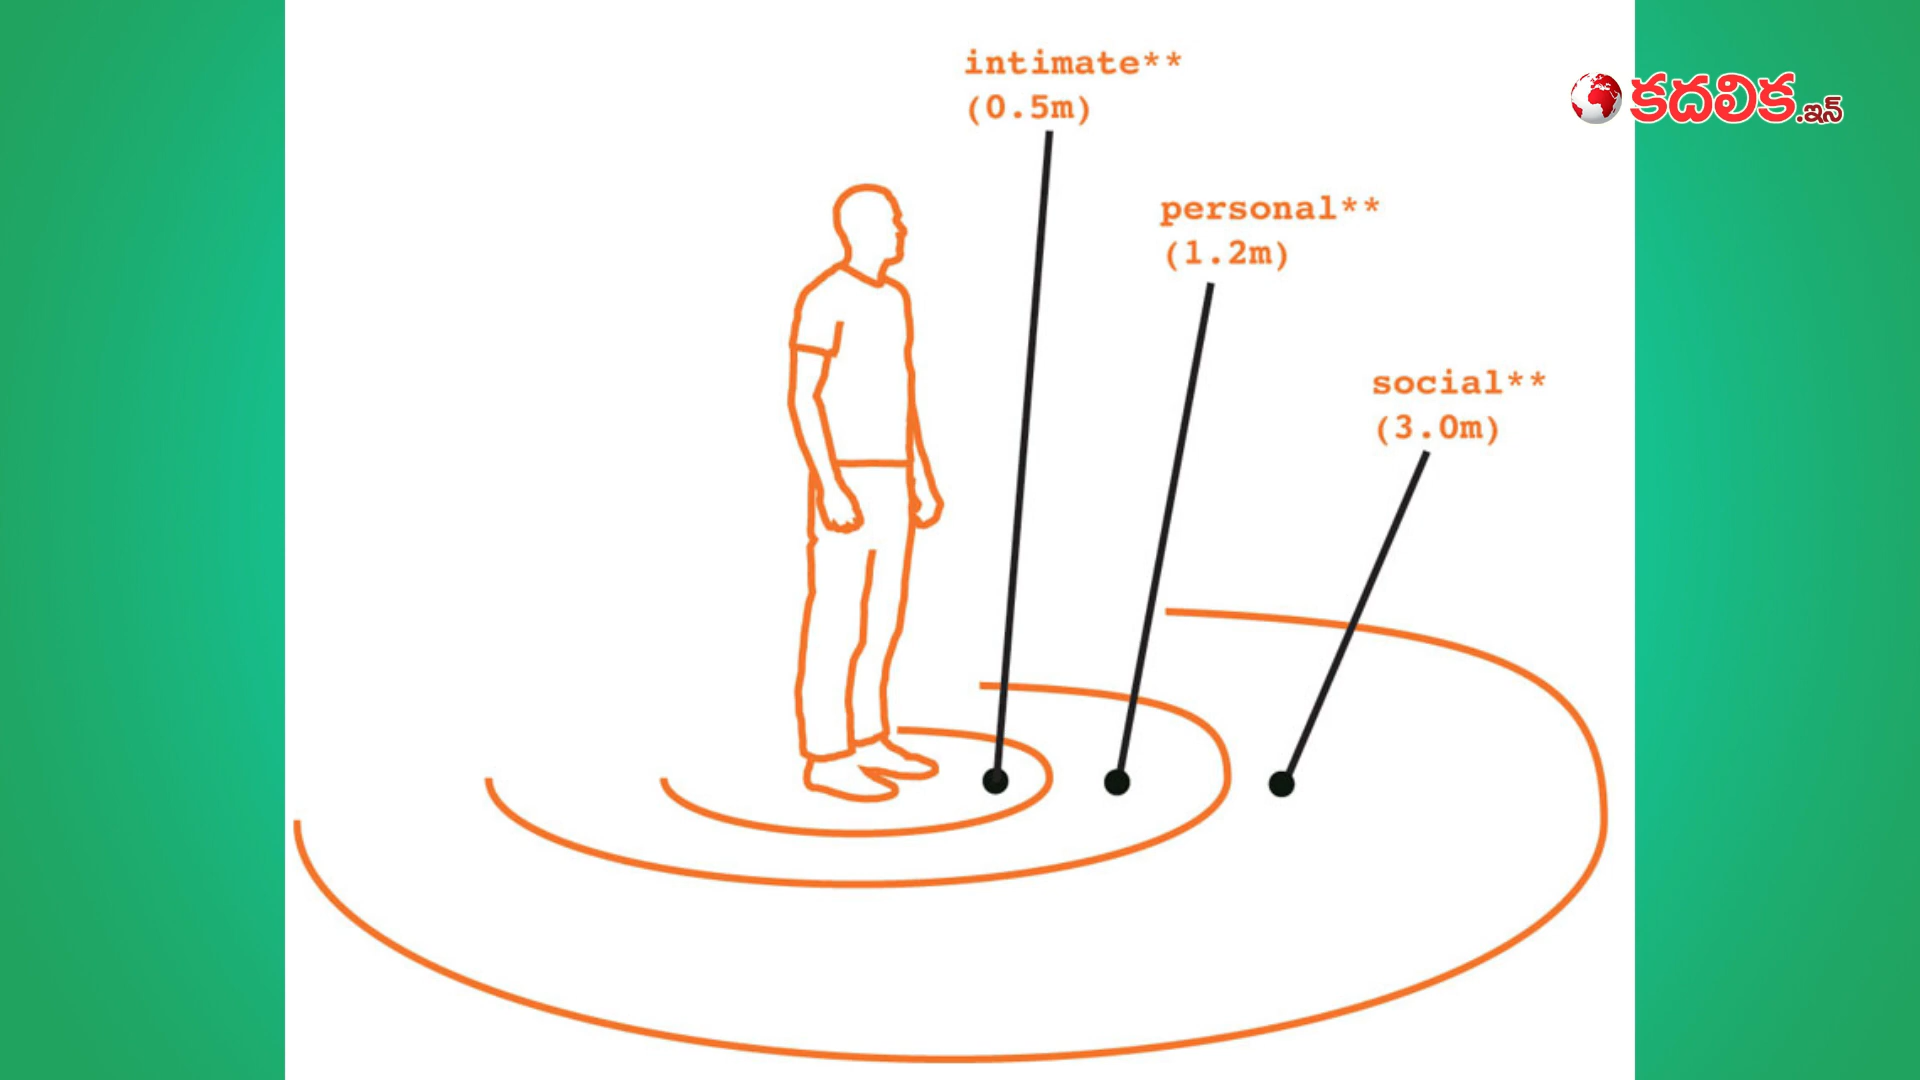 intimate**
(0.5m)
కదలిక.ఇన్
personal**
(1.2m)
social**
(3.0m)